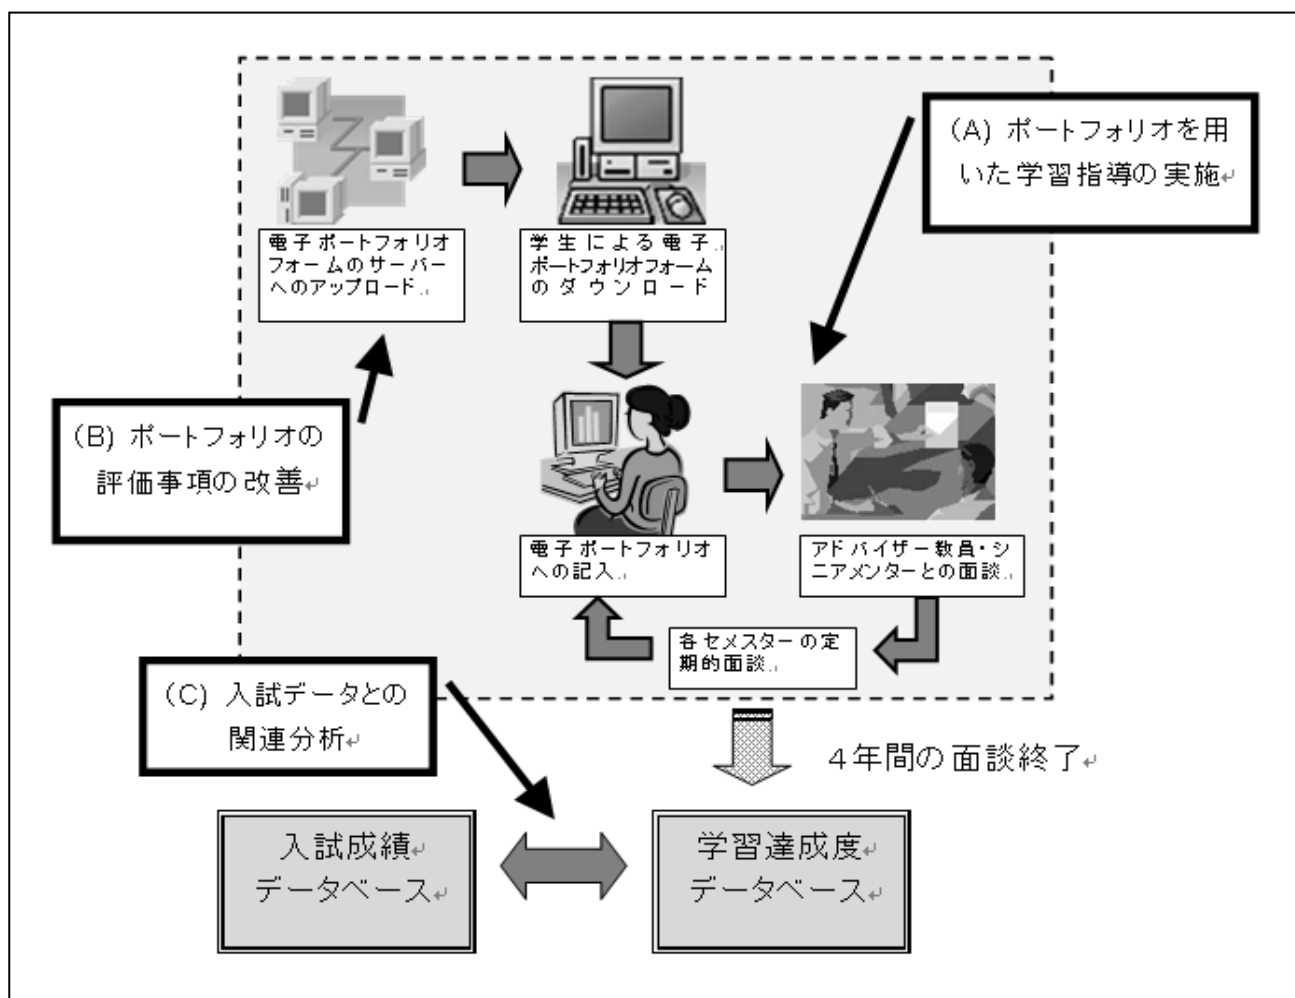 (A) ポートフォリオを用
いた学習指導の実施
電子ポートフォリオ
フォームのサーバー
へのアップロード
学生による電子
ポートフォリオフォーム
のダウンロード
(B) ポートフォリオの
評価事項の改善
電子ポートフォリオ
への記入
アドバイザー教員・シ
ニアメンターとの面談
各セメスターの定
期的面談
(C) 入試データとの
関連分析
4年間の面談終了
入試成績
データベース
学習達成度
データベース